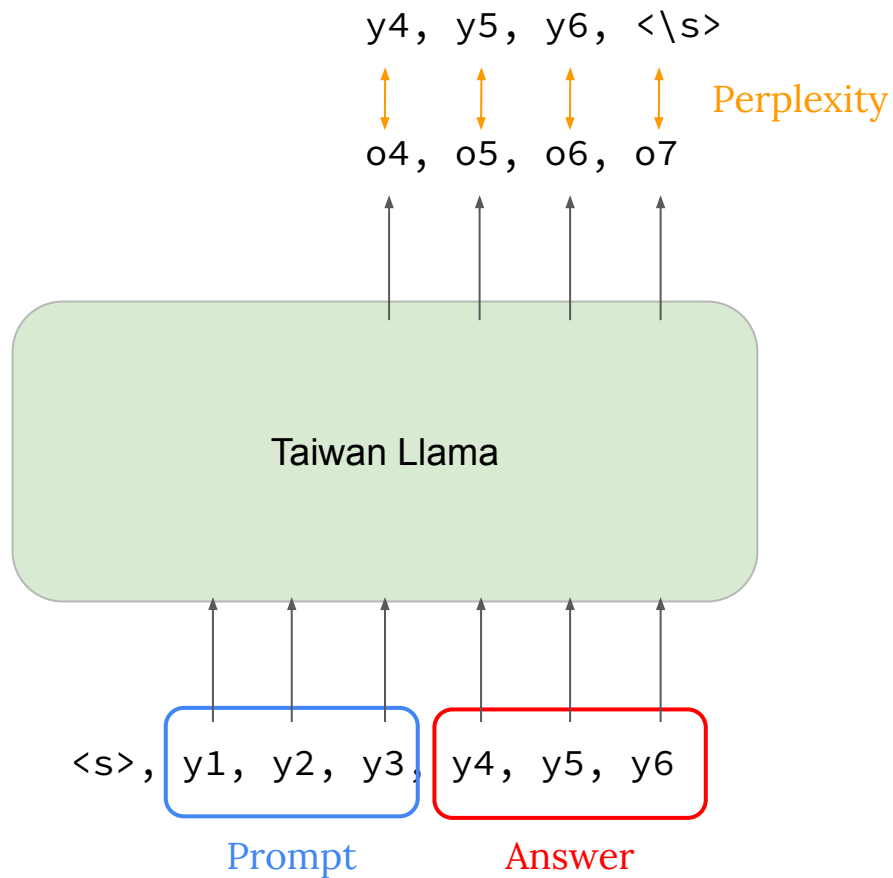 y4, y5, y6, <\s>
Perplexity
o4, o5, o6, o7
Taiwan Llama
<s>, y1, y2, y3, y4, y5, y6
Prompt
Answer